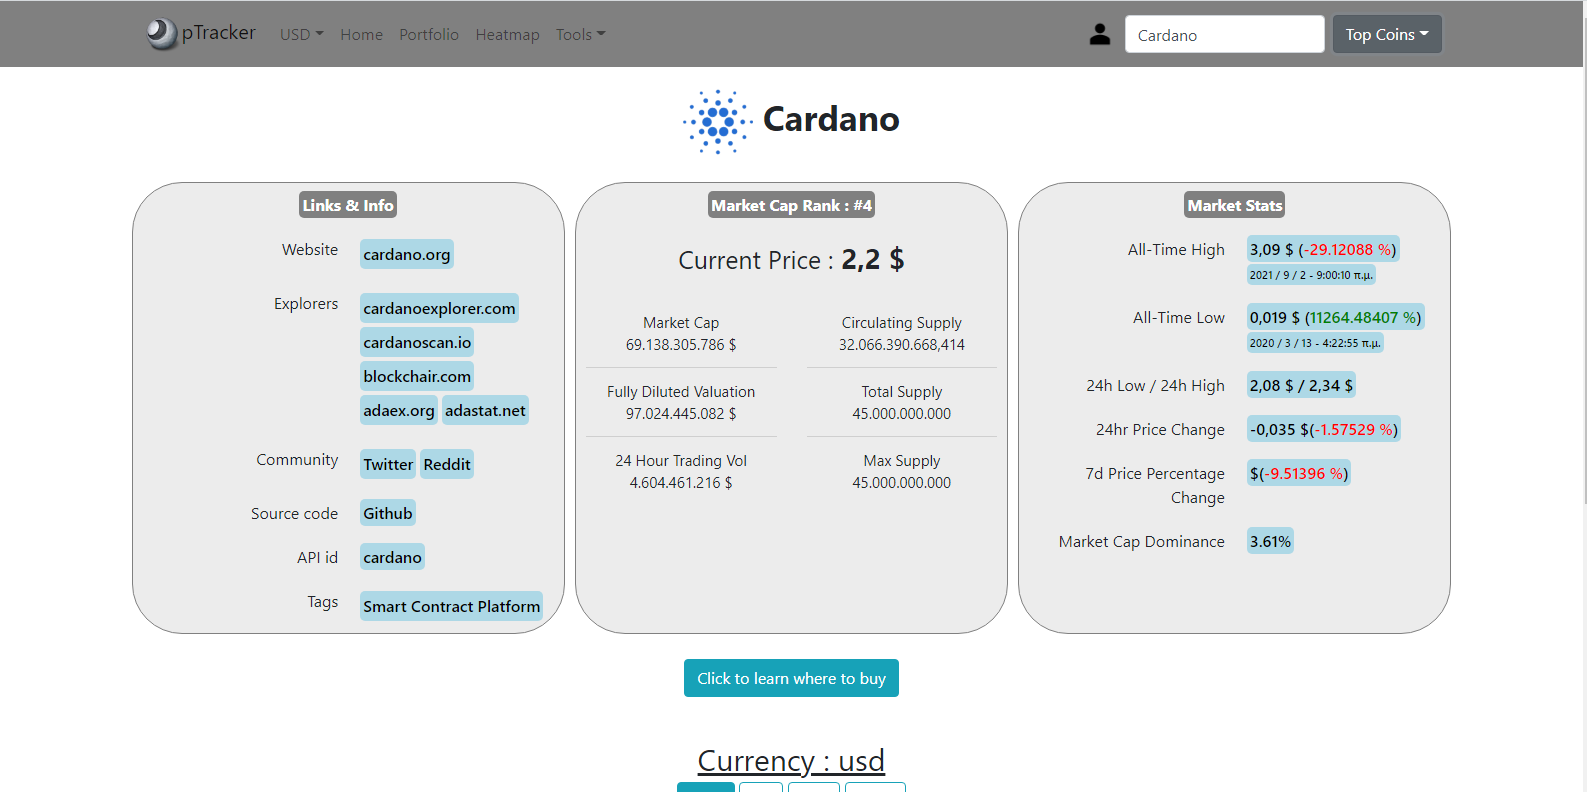 pTracker USD Home Portfolio Heatmap Tools Cardano Top Coins
Cardano
Links & Info
Website cardano.org
Explorers cardanoexplorer.com
cardanoscan.io
blockchair.com
adaex.org adastat.net
Community Twitter Reddit
Source code Github
API id cardano
Tags Smart Contract Platform
Market Cap Rank : #4
Current Price : 2,2 $
Market Cap
69.138.305.786 $
Circulating Supply
32.066.390.668,414
Fully Diluted Valuation
97.024.445.082 $
Total Supply
45.000.000.000
24 Hour Trading Vol
4.604.461.216 $
Max Supply
45.000.000.000
Market Stats
All-Time High 3,09 $ (-29.12088 %)
2021 / 9 / 2 - 9:00:10 π.μ.
All-Time Low 0,019 $ (11264.48407 %)
2020 / 3 / 13 - 4:22:55 π.μ.
24h Low / 24h High 2,08 $ / 2,34 $
24hr Price Change -0,035 $(-1.57529 %)
7d Price Percentage $(-9.51396 %)
Change
Market Cap Dominance 3.61%
Click to learn where to buy
Currency : usd